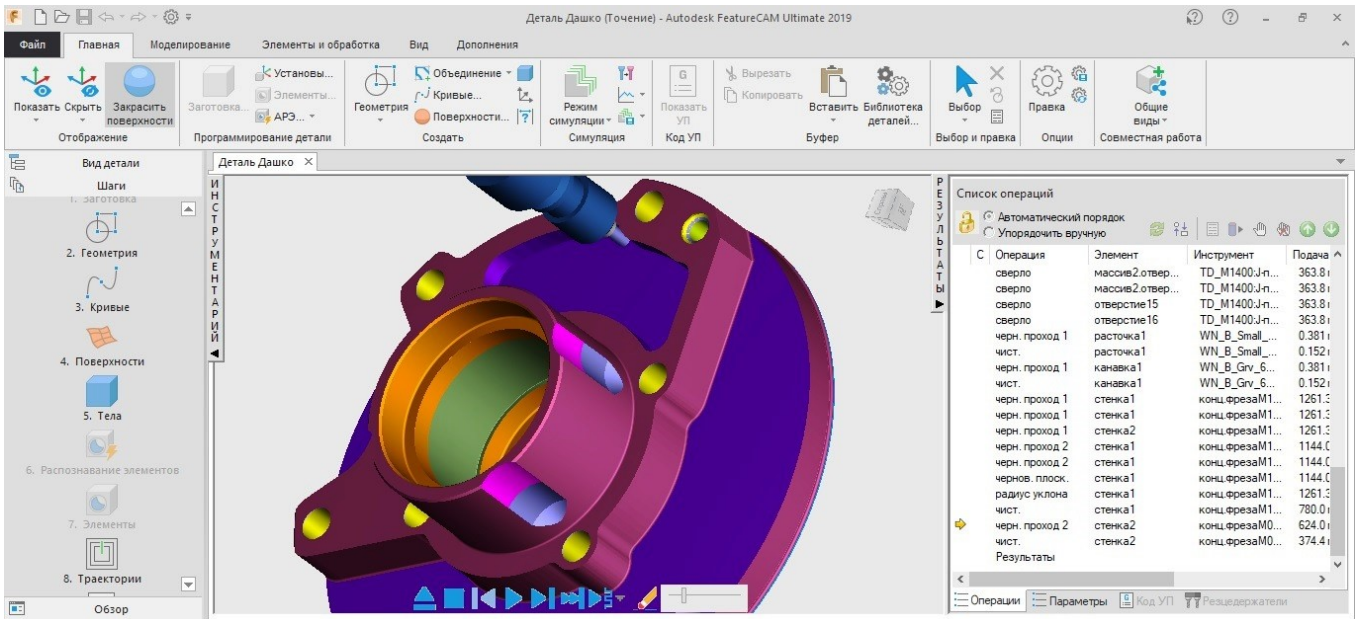 Деталь Дашко (Точение) - Autodesk FeatureCAM Ultimate 2019
Файл Главная Моделирование Элементы и обработка Вид Дополнения
Показать Скрыть Закрасить поверхности
Отображение
Заготовка...
Установы...
Элементы...
АРЭ...
Программирование детали
Геометрия
Объединение
Кривые...
Поверхности...
Создать
Режим симуляции
Симуляция
Показать УП
Код УП
Вырезать
Копировать
Вставить
Библиотека деталей...
Буфер
Выбор
Выбор и правка
Правка
Опции
Общие виды
Совместная работа
Вид детали
Шаги
1. Заготовка
2. Геометрия
3. Кривые
4. Поверхности
5. Тела
6. Распознавание элементов
7. Элементы
8. Траектории
Обзор
Деталь Дашко
ИНСТРУМЕНТАРИЙ
РЕЗУЛЬТАТЫ
Список операций
Автоматический порядок
Упорядочить вручную
С Операция Элемент Инструмент Подача
сверло массив2.отвер... TD_M1400:J-п... 363.8
сверло массив2.отвер... TD_M1400:J-п... 363.8
сверло отверстие15 TD_M1400:J-п... 363.8
сверло отверстие16 TD_M1400:J-п... 363.8
черн. проход 1 расточка1 WN_B_Small_... 0.381
чист. расточка1 WN_B_Small_... 0.152
черн. проход 1 канавка1 WN_B_Grv_6... 0.381
чист. канавка1 WN_B_Grv_6... 0.152
черн. проход 1 стенка1 конц.фрезаM1... 1261.3
черн. проход 1 стенка1 конц.фрезаM1... 1261.3
черн. проход 1 стенка2 конц.фрезаM1... 1261.3
черн. проход 2 стенка1 конц.фрезаM1... 1144.0
черн. проход 2 стенка1 конц.фрезаM1... 1144.0
чернов. плоск. стенка1 конц.фрезаM1... 1144.0
радиус уклона стенка1 конц.фрезаM1... 1261.3
чист. стенка1 конц.фрезаM1... 780.0
черн. проход 2 стенка2 конц.фрезаM0... 624.0
чист. стенка2 конц.фрезаM0... 374.4
Результаты
Операции Параметры Код УП Резцедержатели